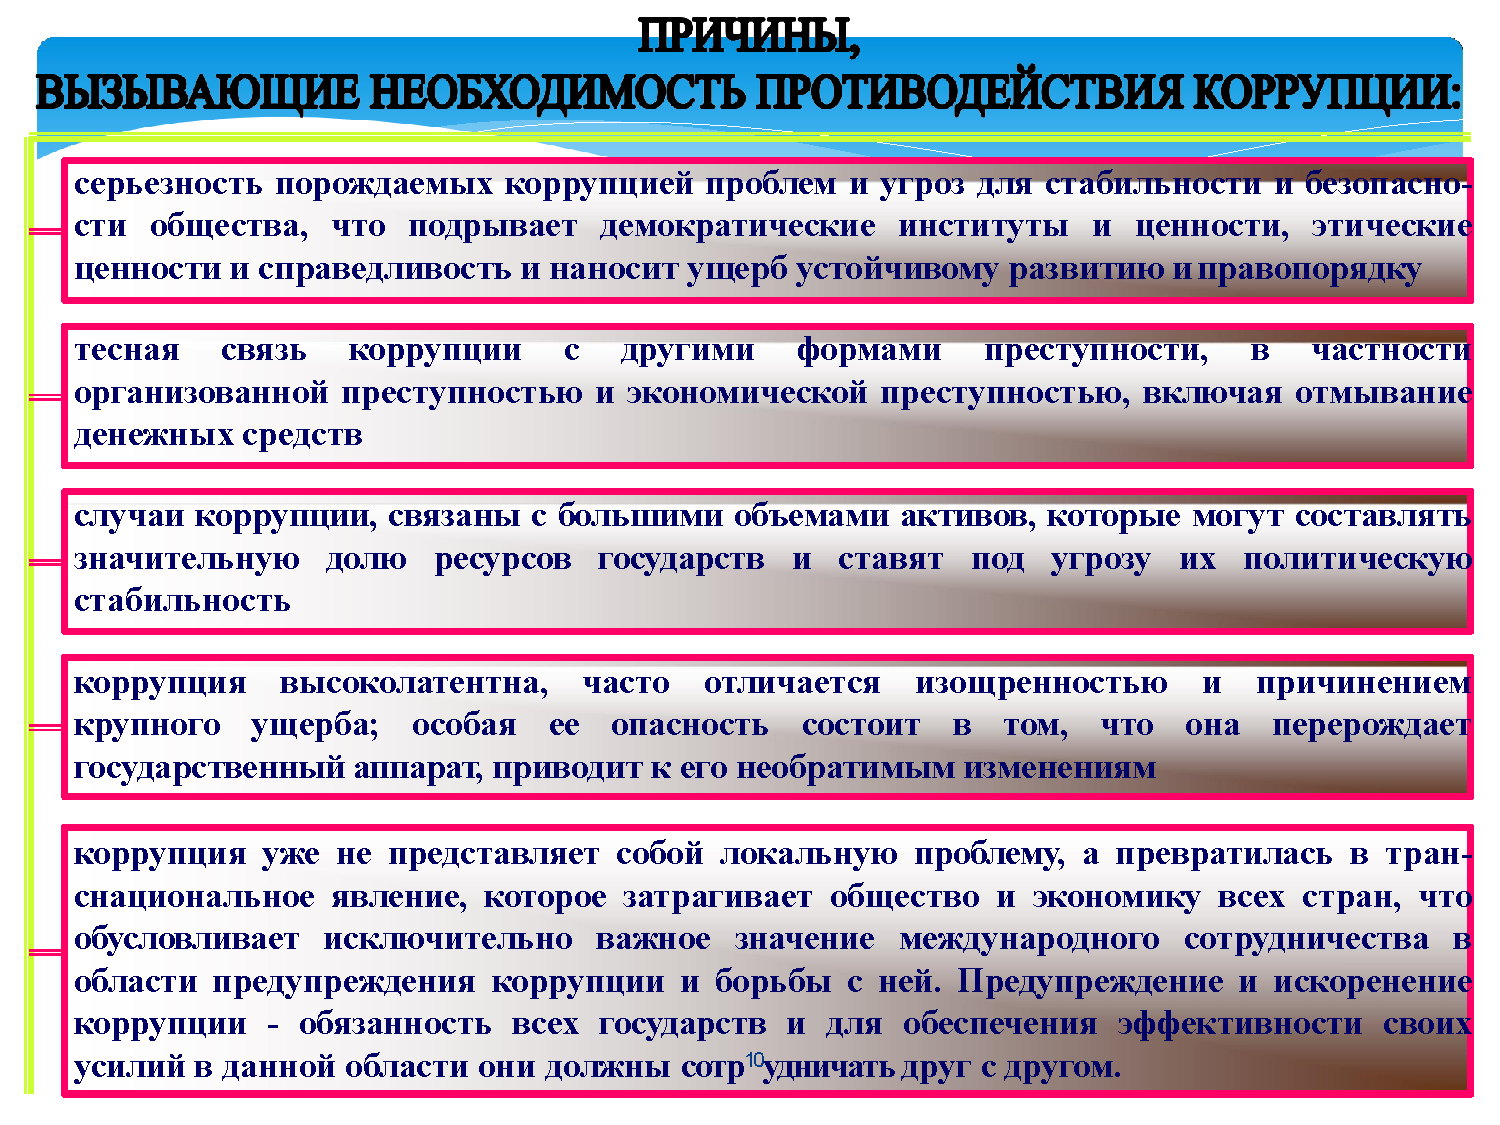 ПРИЧИНЫ,
ВЫЗЫВАЮЩИЕ НЕОБХОДИМОСТЬ ПРОТИВОДЕЙСТВИЯ КОРРУПЦИИ:
серьезность порождаемых коррупцией проблем и угроз для стабильности и безопасно-
сти общества, что подрывает демократические институты и ценности, этические
ценности и справедливость и наносит ущерб устойчивому развитию и правопорядку
тесная связь коррупции с другими формами преступности, в частности
организованной преступностью и экономической преступностью, включая отмывание
денежных средств
случаи коррупции, связаны с большими объемами активов, которые могут составлять
значительную долю ресурсов государств и ставят под угрозу их политическую
стабильность
коррупция высоколатентна, часто отличается изощренностью и причинением
крупного ущерба; особая ее опасность состоит в том, что она перерождает
государственный аппарат, приводит к его необратимым изменениям
коррупция уже не представляет собой локальную проблему, а превратилась в тран-
снациональное явление, которое затрагивает общество и экономику всех стран, что
обусловливает исключительно важное значение международного сотрудничества в
области предупреждения коррупции и борьбы с ней. Предупреждение и искоренение
коррупции - обязанность всех государств и для обеспечения эффективности своих
усилий в данной области они должны сотрудничать друг с другом.
10